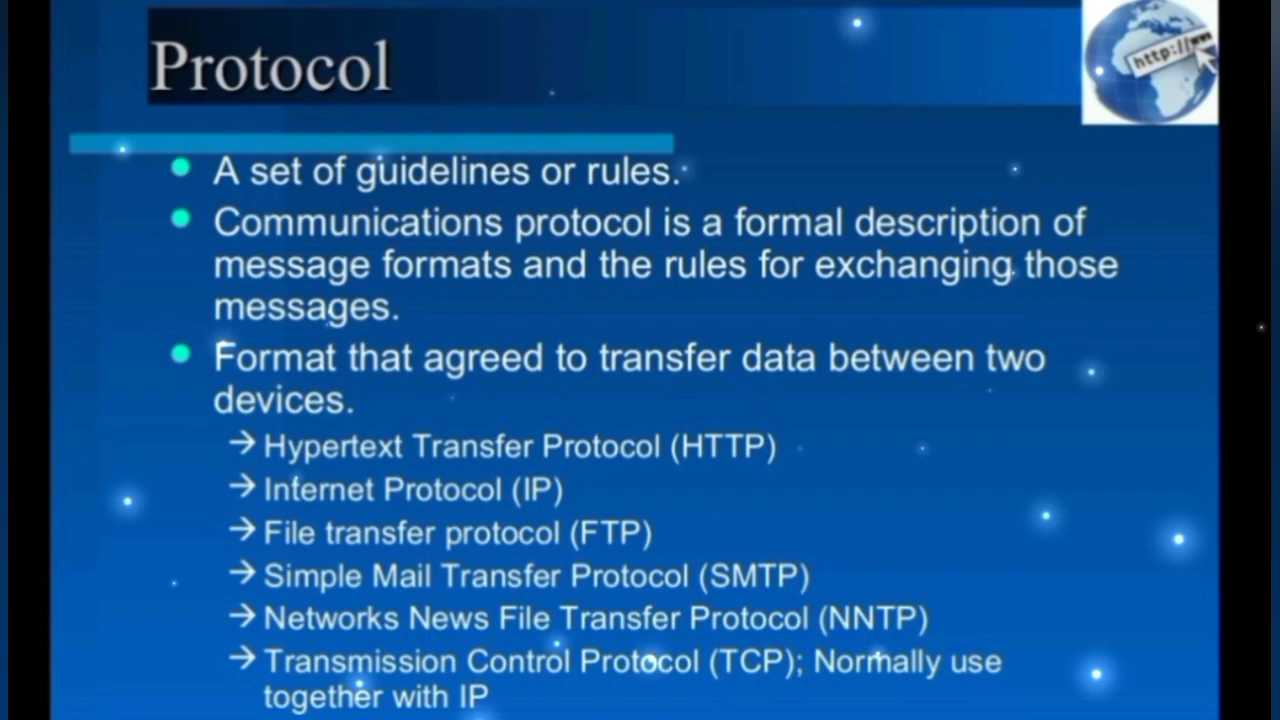 Protocol
http://ww
A set of guidelines or rules.
Communications protocol is a formal description of
message formats and the rules for exchanging those
messages.
Format that agreed to transfer data between two
devices.
→ Hypertext Transfer Protocol (HTTP)
→ Internet Protocol (IP)
→ File transfer protocol (FTP)
→ Simple Mail Transfer Protocol (SMTP)
→ Networks News File Transfer Protocol (NNTP)
→ Transmission Control Protocol (TCP); Normally use
together with IP